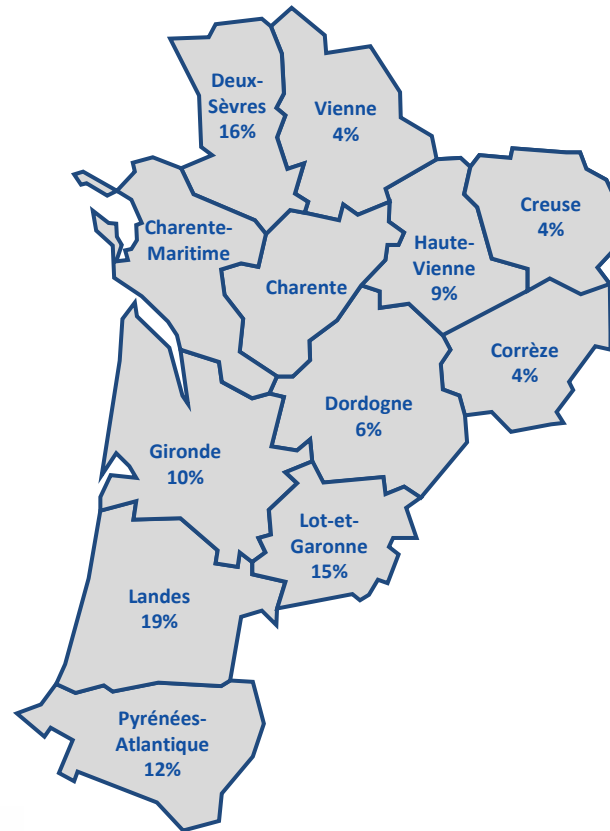 Deux-
Sèvres
16%
Vienne
4%
Creuse
4%
Charente-
Maritime
Haute-
Vienne
9%
Charente
Corrèze
4%
Dordogne
6%
Gironde
10%
Lot-et-
Garonne
15%
Landes
19%
Pyrénées-
Atlantique
12%